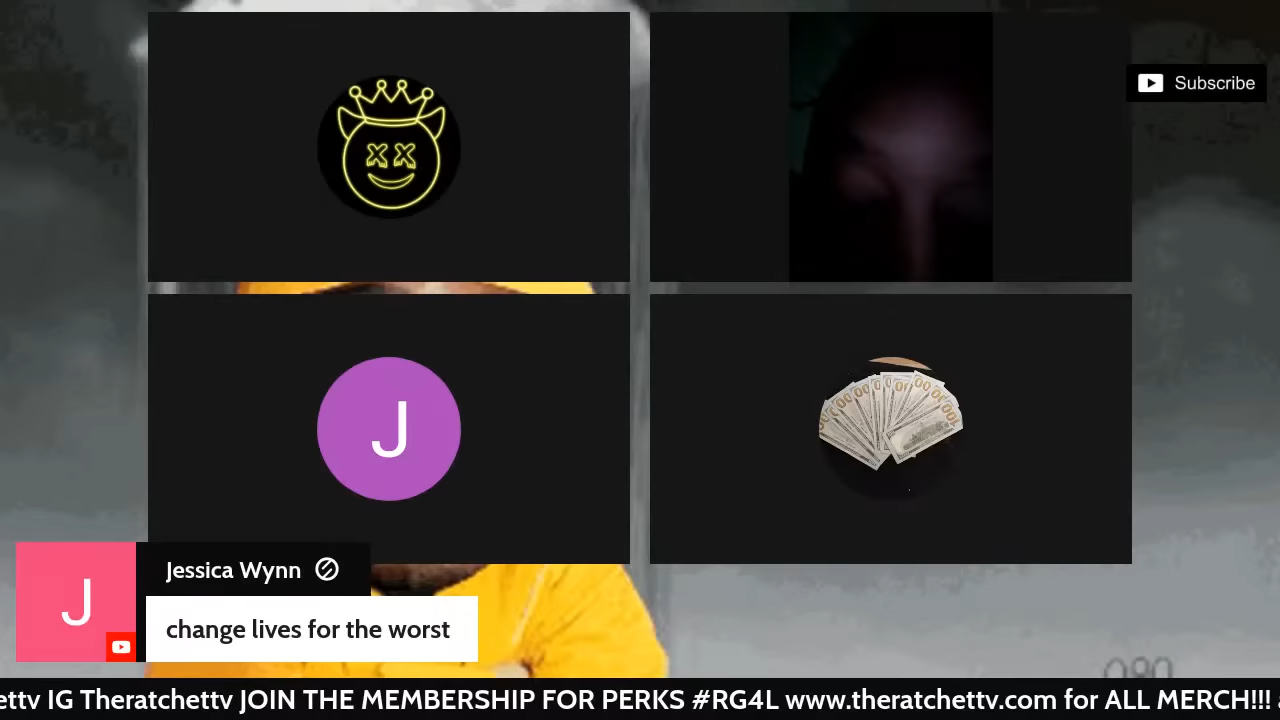 Subscribe
J
J
Jessica Wynn
change lives for the worst
ettv IG Theratchettv JOIN THE MEMBERSHIP FOR PERKS #RG4L www.theratchettv.com for ALL MERCH!!!